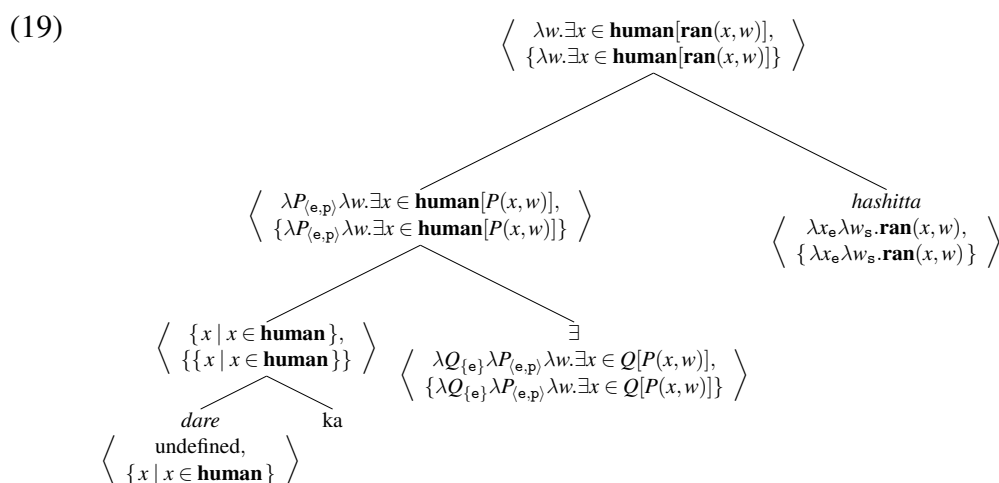 (19)
⟨ λw.∃x ∈ human[ran(x,w)],
{λw.∃x ∈ human[ran(x,w)]} ⟩
⟨ λP⟨e,p⟩λw.∃x ∈ human[P(x,w)],
{λP⟨e,p⟩λw.∃x ∈ human[P(x,w)]} ⟩
hashitta
⟨ λxₑλwₛ.ran(x,w),
{λxₑλwₛ.ran(x,w)} ⟩
⟨ {x | x ∈ human},
{{x | x ∈ human}} ⟩
∃
⟨ λQ{e}λP⟨e,p⟩λw.∃x ∈ Q[P(x,w)],
{λQ{e}λP⟨e,p⟩λw.∃x ∈ Q[P(x,w)]} ⟩
dare
⟨ undefined,
{x | x ∈ human} ⟩
ka